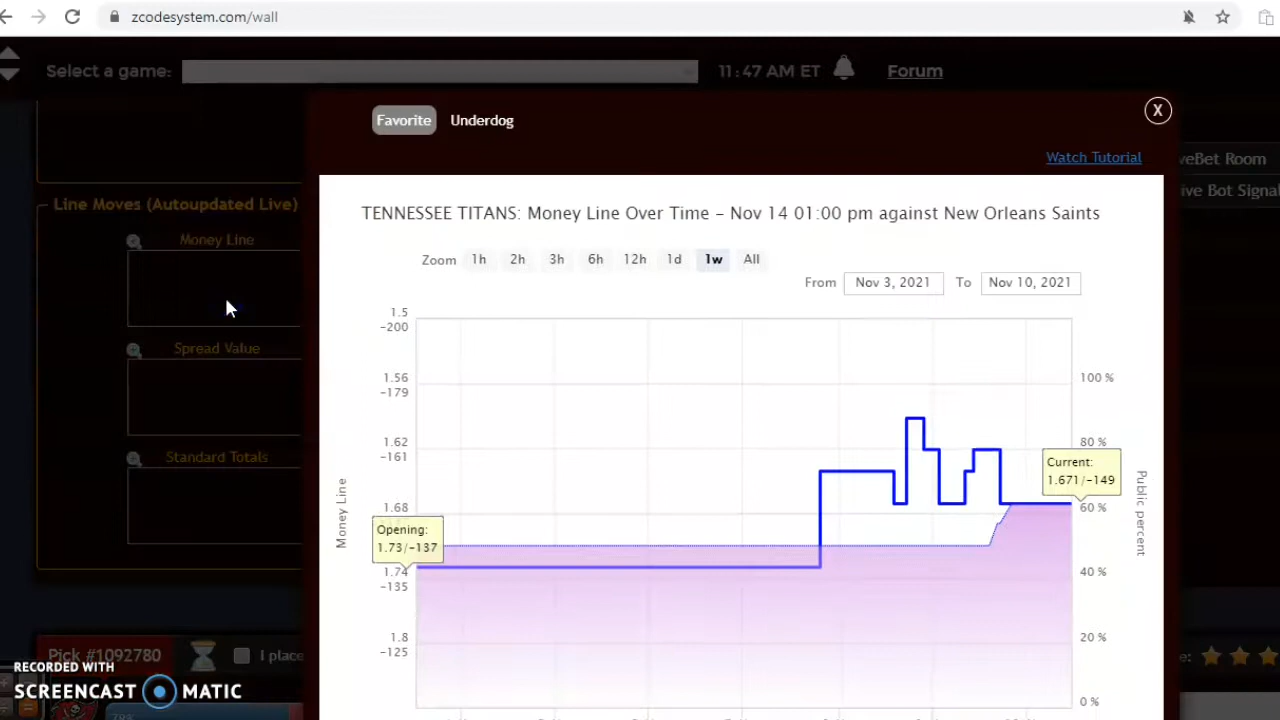 zcodesystem.com/wall
Select a game:
11:47 AM ET
Forum
Favorite
Underdog
X
Watch Tutorial
veBet Room
ive Bot Signa
Line Moves (Autoupdated Live)
Money Line
Spread Value
Standard Totals
TENNESSEE TITANS: Money Line Over Time - Nov 14 01:00 pm against New Orleans Saints
Zoom 1h 2h 3h 6h 12h 1d 1w All
From Nov 3, 2021 To Nov 10, 2021
1.5
-200
1.56
-179
100 %
1.62
-161
80 %
Current:
1.671/-149
1.68
60 %
Money Line
Public percent
Opening:
1.73/-137
1.74
-135
40 %
1.8
-125
20 %
0 %
Pick #1092780
I place
e:
RECORDED WITH
SCREENCAST MATIC